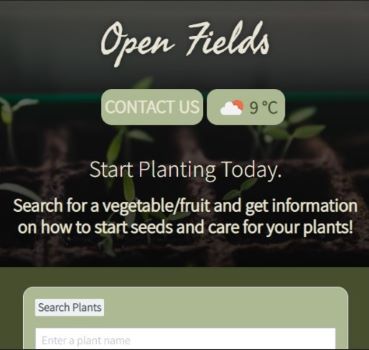 Open Fields
CONTACT US
9 °C
Start Planting Today.
Search for a vegetable/fruit and get information
on how to start seeds and care for your plants!
Search Plants
Enter a plant name